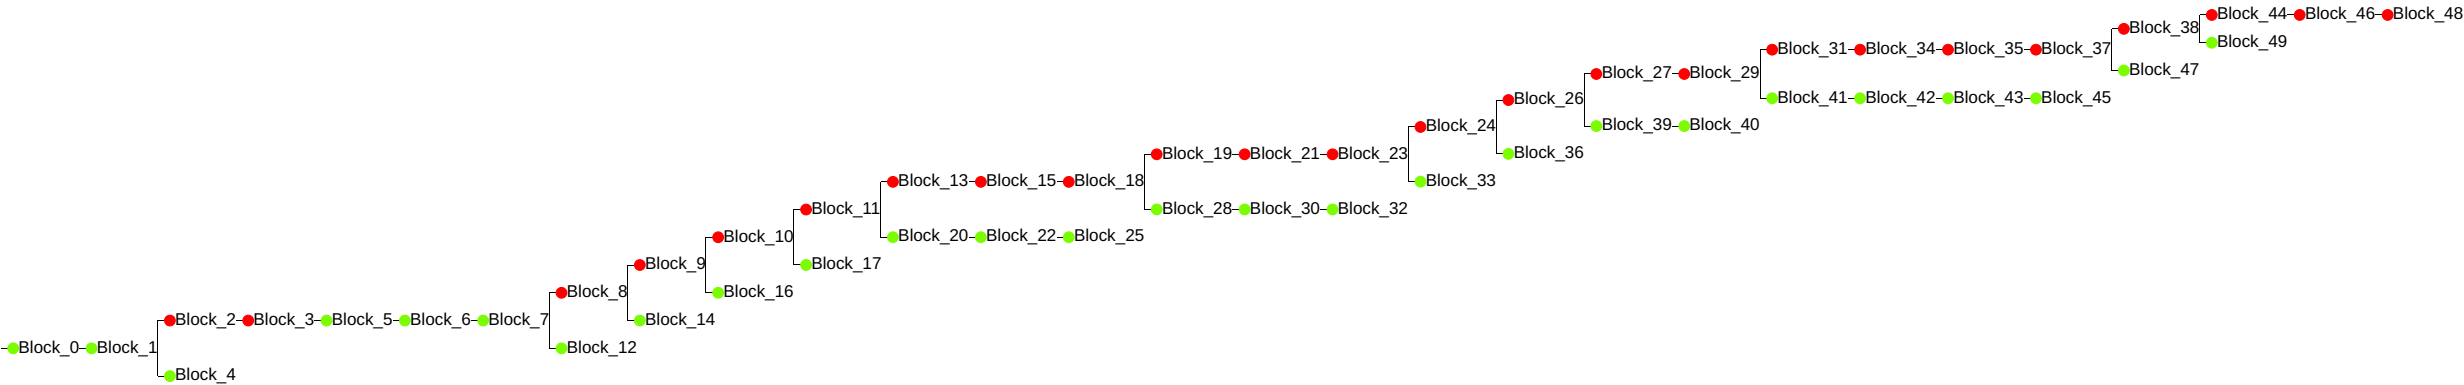 Block_44 Block_46 Block_48
Block_38
Block_49
Block_31 Block_34 Block_35 Block_37
Block_47
Block_27 Block_29
Block_41 Block_42 Block_43 Block_45
Block_26
Block_24
Block_39 Block_40
Block_19 Block_21 Block_23
Block_36
Block_13 Block_15 Block_18
Block_33
Block_11
Block_28 Block_30 Block_32
Block_10
Block_20 Block_22 Block_25
Block_9
Block_17
Block_8
Block_16
Block_2 Block_3 Block_5 Block_6 Block_7
Block_14
Block_0 Block_1
Block_12
Block_4